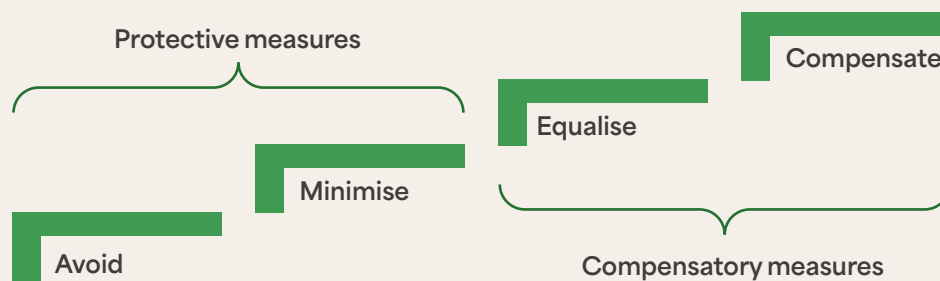 Protective measures
Compensate
Equalise
Minimise
Avoid
Compensatory measures